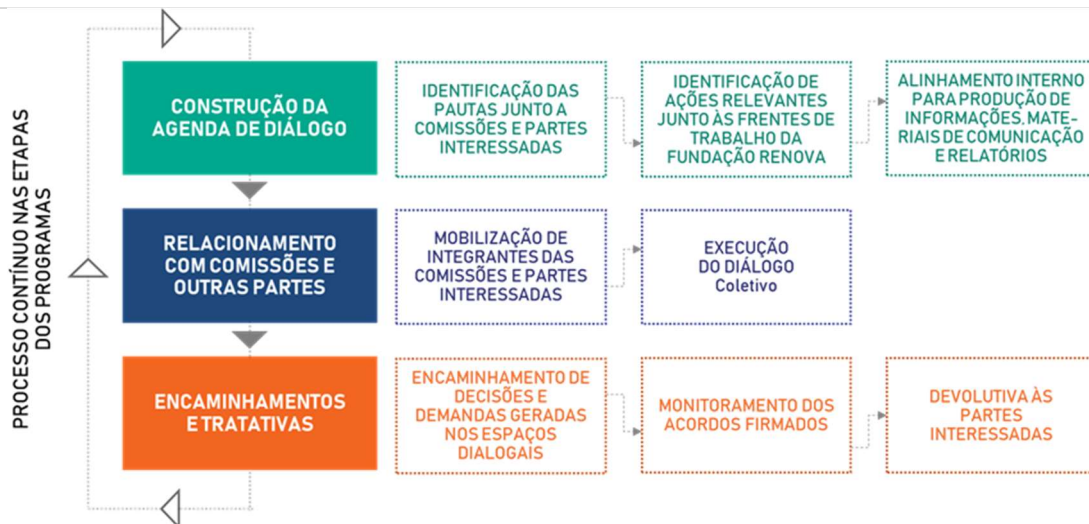 PROCESSO CONTÍNUO NAS ETAPAS
DOS PROGRAMAS
CONSTRUÇÃO DA
AGENDA DE DIÁLOGO
IDENTIFICAÇÃO DAS
PAUTAS JUNTO A
COMISSÕES E PARTES
INTERESSADAS
IDENTIFICAÇÃO DE
AÇÕES RELEVANTES
JUNTO ÀS FRENTES DE
TRABALHO DA
FUNDAÇÃO RENOVA
ALINHAMENTO INTERNO
PARA PRODUÇÃO DE
INFORMAÇÕES, MATE-
RIAIS DE COMUNICAÇÃO
E RELATÓRIOS
RELACIONAMENTO
COM COMISSÕES E
OUTRAS PARTES
MOBILIZAÇÃO DE
INTEGRANTES DAS
COMISSÕES E PARTES
INTERESSADAS
EXECUÇÃO
DO DIÁLOGO
Coletivo
ENCAMINHAMENTOS
E TRATATIVAS
ENCAMINHAMENTO DE
DECISÕES E
DEMANDAS GERADAS
NOS ESPAÇOS
DIALOGAIS
MONITORAMENTO DOS
ACORDOS FIRMADOS
DEVOLUTIVA ÀS
PARTES
INTERESSADAS